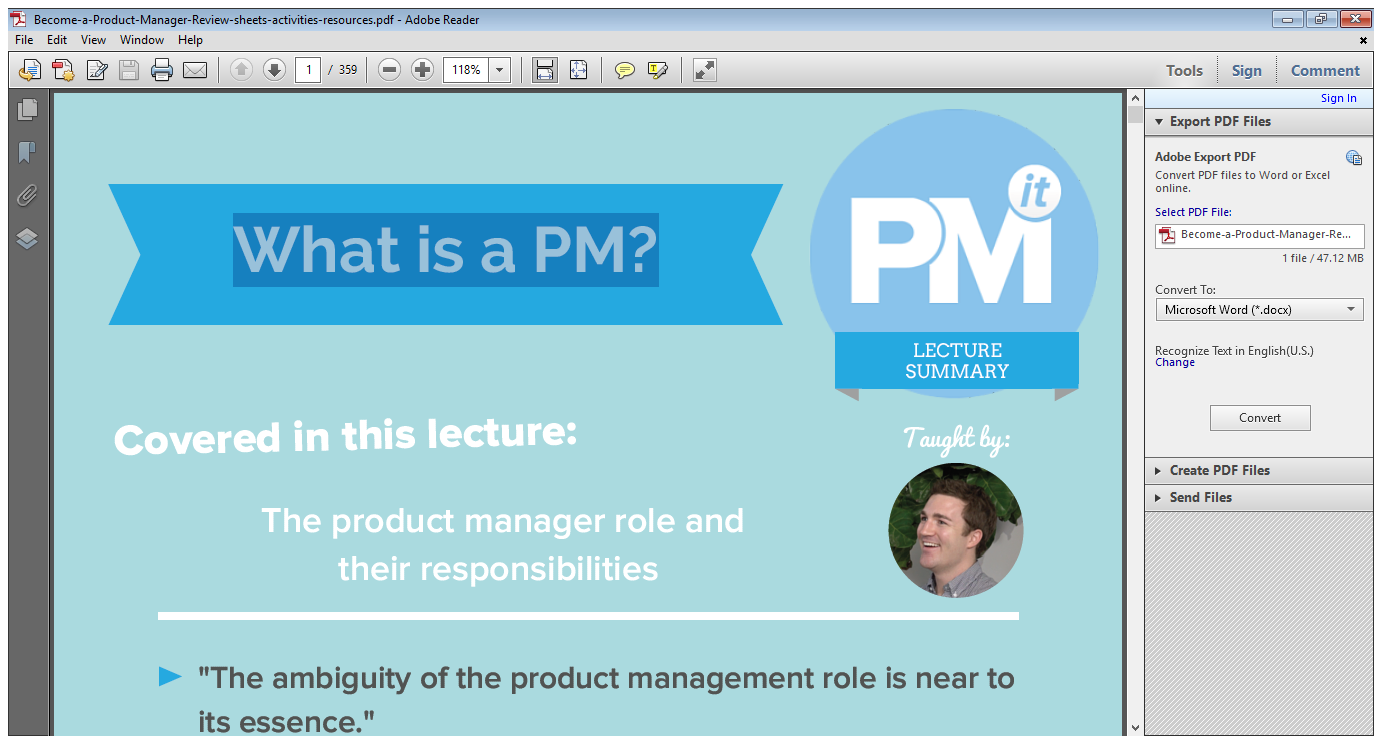 Become-a-Product-Manager-Review-sheets-activities-resources.pdf - Adobe Reader
File Edit View Window Help
1 / 359 118% Tools Sign Comment
Sign In
Export PDF Files
Adobe Export PDF
Convert PDF files to Word or Excel
online.
Select PDF File:
Become-a-Product-Manager-Re...
1 file / 47.12 MB
Convert To:
Microsoft Word (*.docx)
Recognize Text in English(U.S.)
Change
Convert
Create PDF Files
Send Files
What is a PM?
PM it
LECTURE
SUMMARY
Covered in this lecture:
Taught by:
The product manager role and
their responsibilities
"The ambiguity of the product management role is near to
its essence."